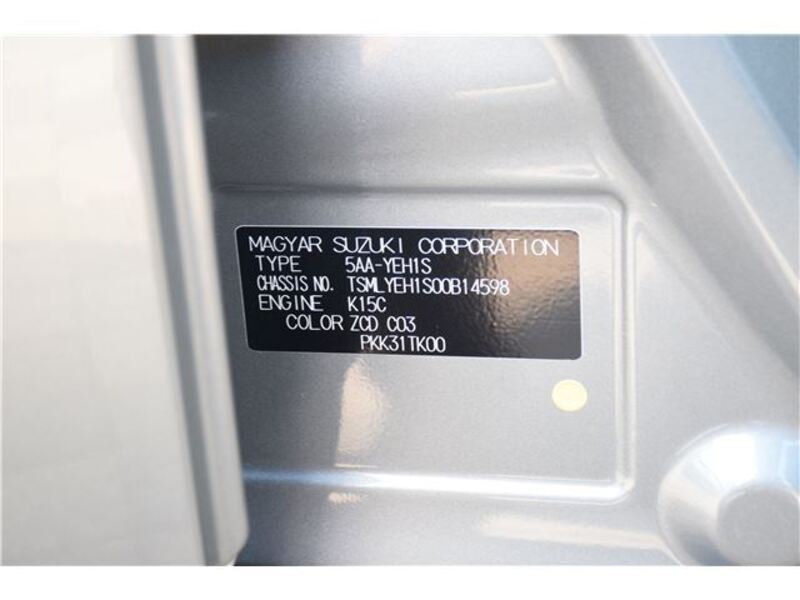 MAGYAR SUZUKI CORPORATION
TYPE 5AA-YEH1S
CHASSIS NO. TSMLYEH1S00B14598
ENGINE K15C
COLOR ZCD C03
PKK31TK00